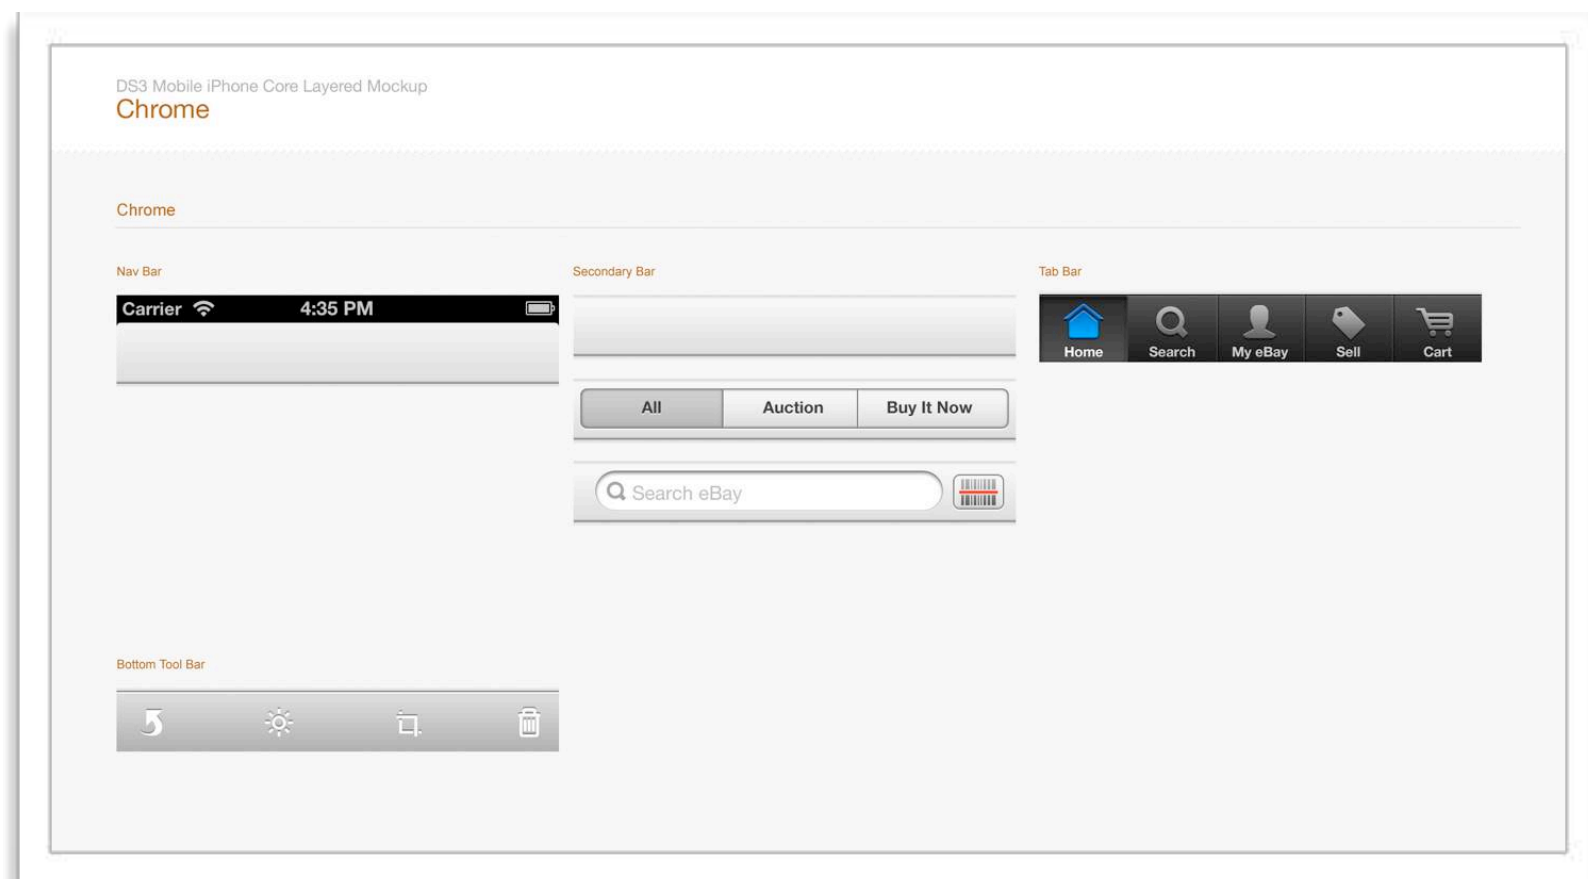 DS3 Mobile iPhone Core Layered Mockup
Chrome
Chrome
Nav Bar
Secondary Bar
Tab Bar
Carrier 4:35 PM
Home Search My eBay Sell Cart
All Auction Buy It Now
Search eBay
Bottom Tool Bar